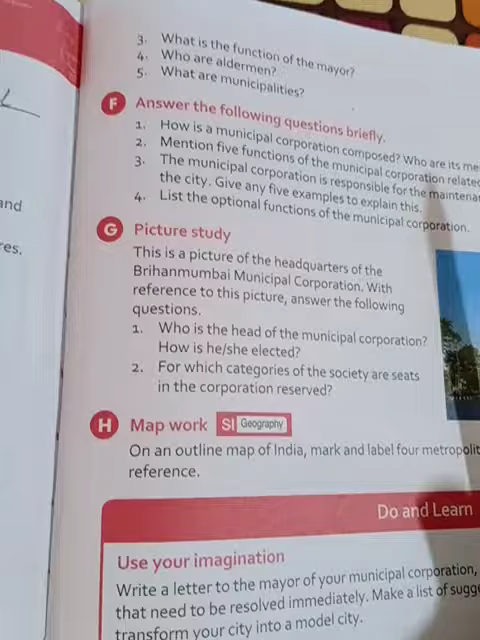 3. What is the function of the mayor?
4. Who are aldermen?
5. What are municipalities?
F Answer the following questions briefly.
1. How is a municipal corporation composed? Who are its me
2. Mention five functions of the municipal corporation related
3. The municipal corporation is responsible for the maintenan
the city. Give any five examples to explain this.
4. List the optional functions of the municipal corporation.
and
res.
G Picture study
This is a picture of the headquarters of the
Brihanmumbai Municipal Corporation. With
reference to this picture, answer the following
questions.
1. Who is the head of the municipal corporation?
How is he/she elected?
2. For which categories of the society are seats
in the corporation reserved?
H Map work SI Geography
On an outline map of India, mark and label four metropolit
reference.
Do and Learn
Use your imagination
Write a letter to the mayor of your municipal corporation,
that need to be resolved immediately. Make a list of sugge
transform your city into a model city.